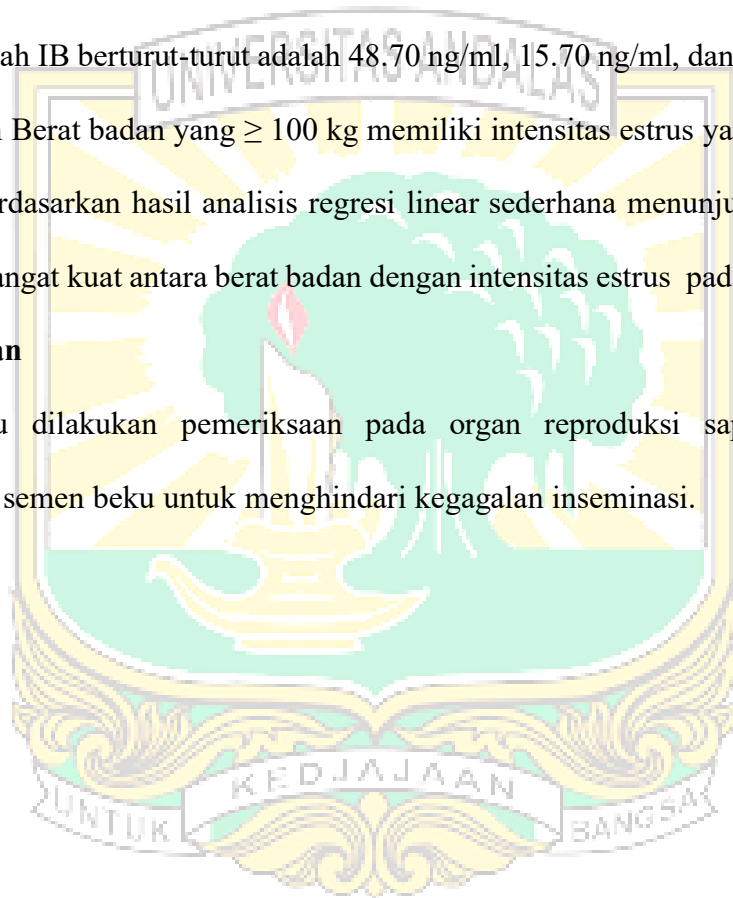 ah IB berturut-turut adalah 48.70 ng/ml, 15.70 ng/ml, dan
Berat badan yang ≥ 100 kg memiliki intensitas estrus ya
rdasarkan hasil analisis regresi linear sederhana menunju
angat kuat antara berat badan dengan intensitas estrus pad
an
u dilakukan pemeriksaan pada organ reproduksi sap
semen beku untuk menghindari kegagalan inseminasi.
UNIVERSITAS ANDALAS
KEDJAJAAN
UNTUK
BANGSA